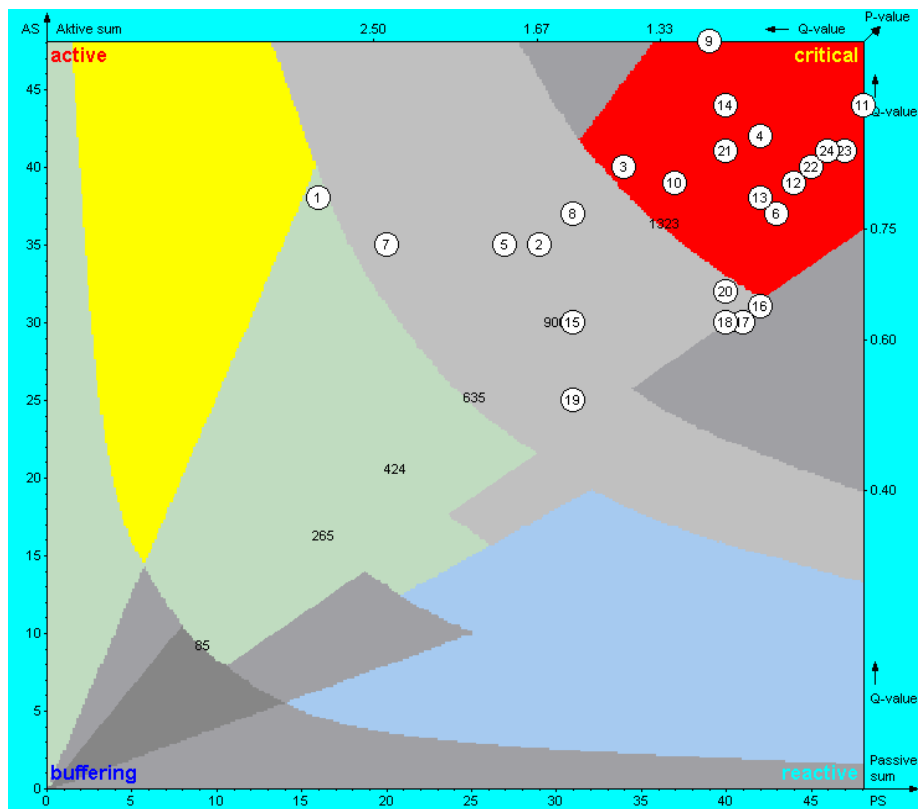 P-value
AS Aktive sum 2.50 1.67 1.33 Q-value
active critical
9
45 14 11
Q-value
4
21 24 23
40 3 22
10 12
1 13
8 6
1323 0.75
35 7 5 2
20
16
30 900 15 18 17
0.60
25 635 19
424
20 0.40
265
15
10
85
5 Q-value
Passive
buffering reactive sum
0
0 5 10 15 20 25 30 35 40 45 PS